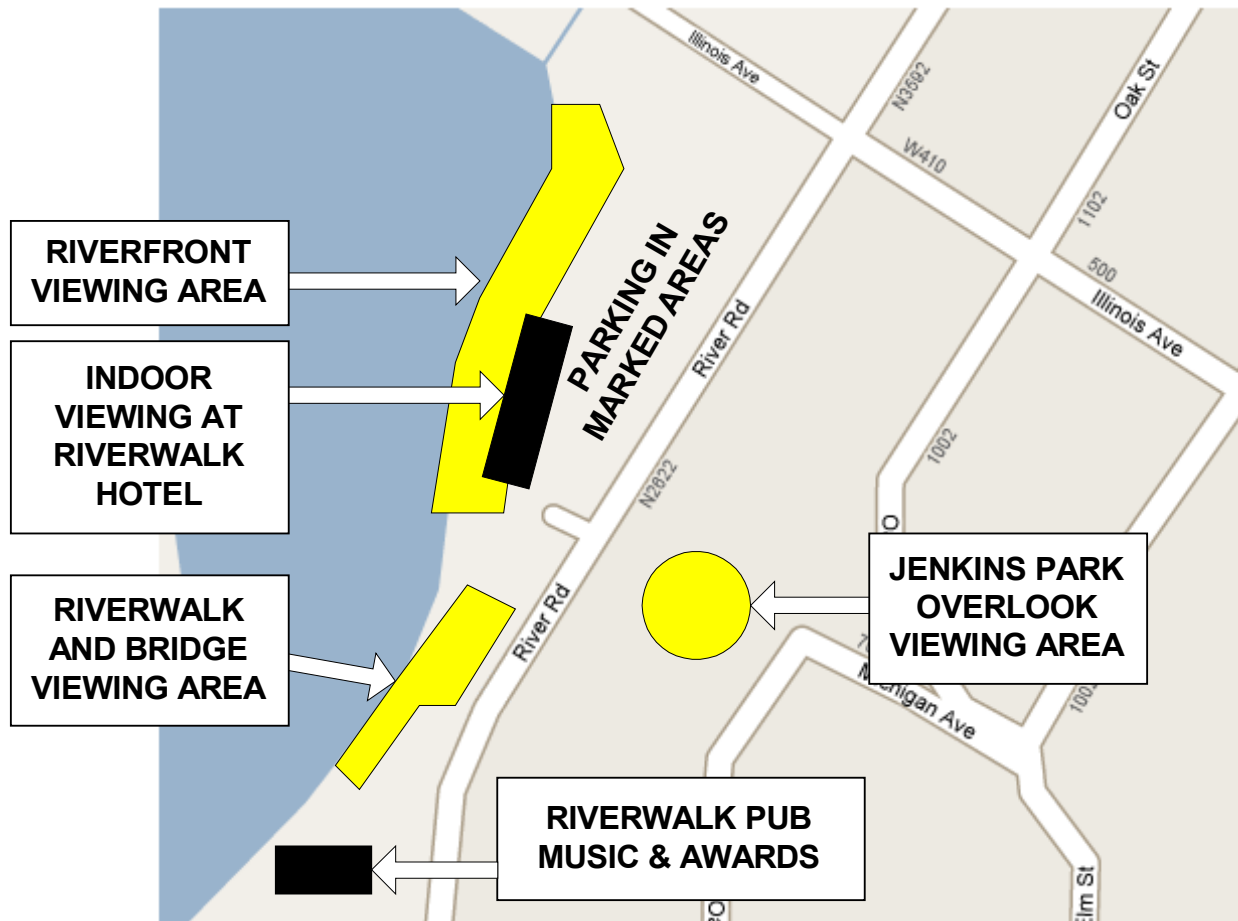 Illinois Ave
N3592
Oak St
W410
1102
500
Illinois Ave
RIVERFRONT
VIEWING AREA
PARKING IN
MARKED AREAS
River Rd
INDOOR
VIEWING AT
RIVERWALK
HOTEL
1002
N2622
JENKINS PARK
OVERLOOK
VIEWING AREA
RIVERWALK
AND BRIDGE
VIEWING AREA
River Rd
Michigan Ave
RIVERWALK PUB
MUSIC & AWARDS
Elm St